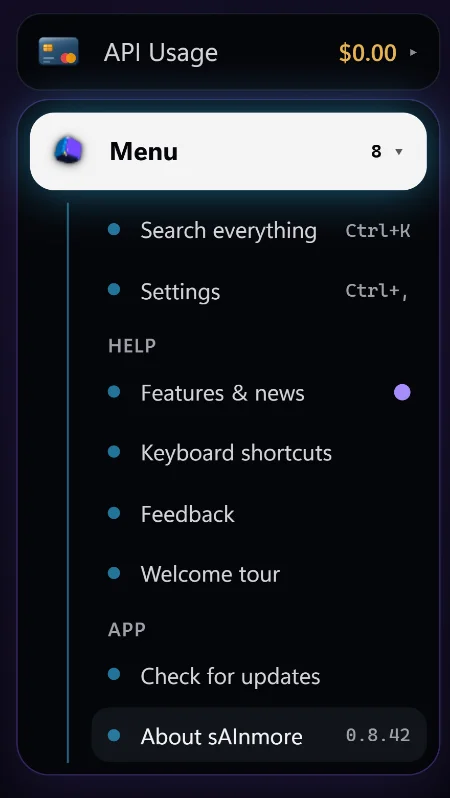 API Usage $0.00 ▸
Menu 8 ▾
Search everything Ctrl+K
Settings Ctrl+,
HELP
Features & news
Keyboard shortcuts
Feedback
Welcome tour
APP
Check for updates
About sAInmore 0.8.42